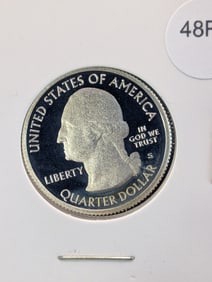 48F
UNITED STATES OF AMERICA
IN
GOD WE
TRUST
S
LIBERTY
QUARTER DOLLAR